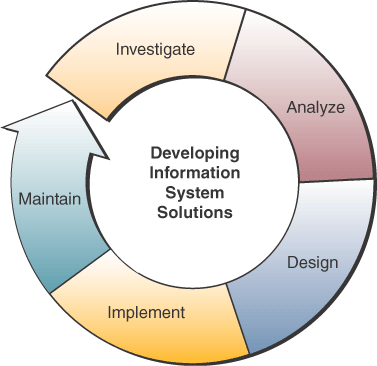 Investigate
Analyze
Developing
Information
System
Solutions
Maintain
Design
Implement